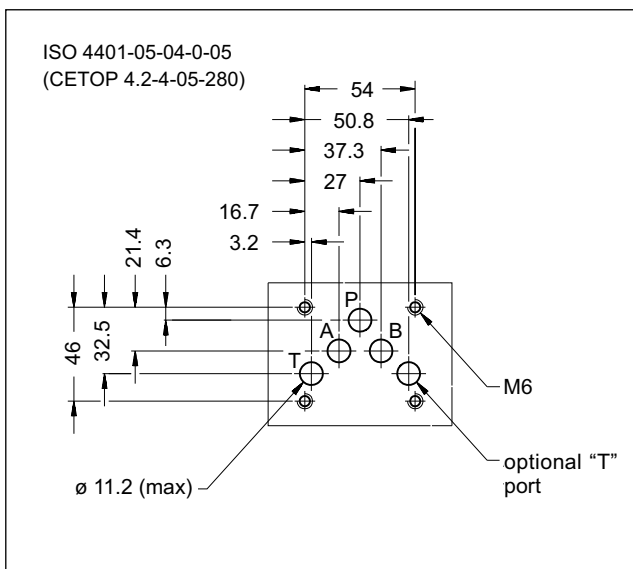 ISO 4401-05-04-0-05
(CETOP 4.2-4-05-280)
54
50.8
37.3
27
16.7
3.2
21.4
6.3
46
32.5
P
A
B
T
M6
ø 11.2 (max)
optional “T”
port